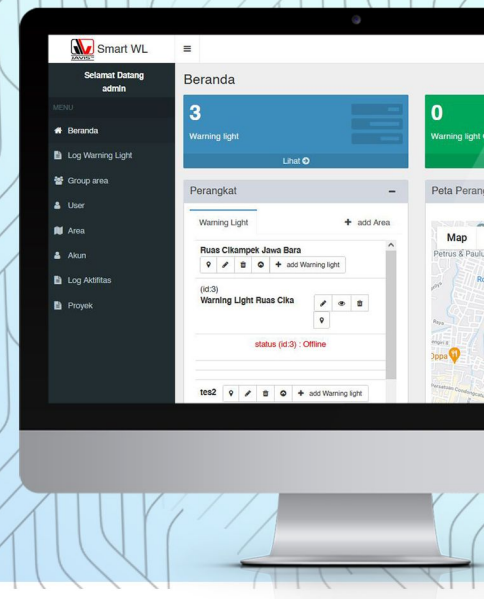 JAVIS
Smart WL
Selamat Datang
admin
MENU
Beranda
Log Warning Light
Group area
User
Area
Akun
Log Aktifitas
Proyek
Beranda
3
Warning light
Lihat
0
Warning light
Perangkat
Warning Light
add Area
Ruas Cikampek Jawa Bara
add Warning light
(id:3)
Warning Light Ruas Cika
status (id:3) : Offline
tes2
add Warning light
Peta Perang
Map
Petrus & Paulu
Raya
Oppa